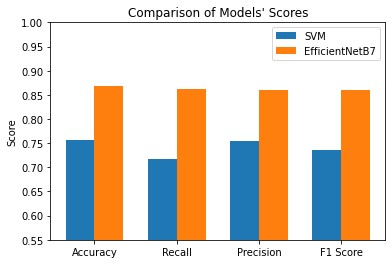 Comparison of Models' Scores
SVM
EfficientNetB7
Score
1.00
0.95
0.90
0.85
0.80
0.75
0.70
0.65
0.60
0.55
Accuracy Recall Precision F1 Score